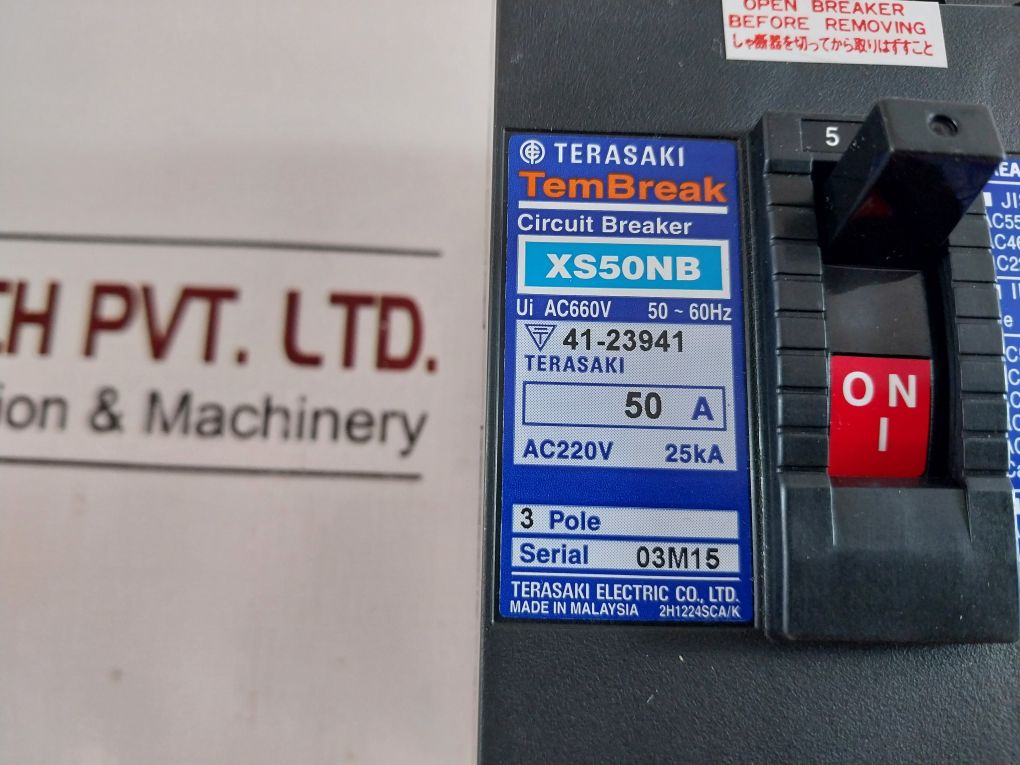 OPEN BREAKER
BEFORE REMOVING
しゃ断器を切ってから取りはずすこと
5
TERASAKI
TemBreak
Circuit Breaker
XS50NB
Ui AC660V 50 ~ 60Hz
41-23941
TERASAKI
50 A
AC220V 25kA
3 Pole
Serial 03M15
TERASAKI ELECTRIC CO., LTD.
MADE IN MALAYSIA 2H1224SCA/K
ON
I
PVT. LTD.
& Machinery